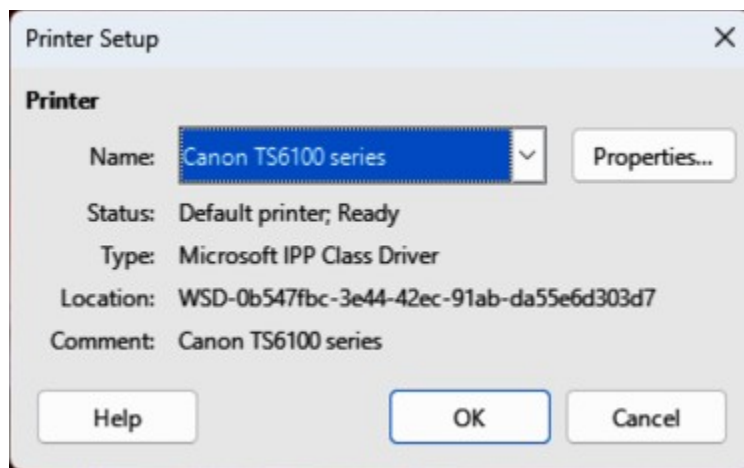 Printer Setup
Printer
Name: Canon TS6100 series Properties...
Status: Default printer; Ready
Type: Microsoft IPP Class Driver
Location: WSD-0b547fbc-3e44-42ec-91ab-da55e6d303d7
Comment: Canon TS6100 series
Help OK Cancel